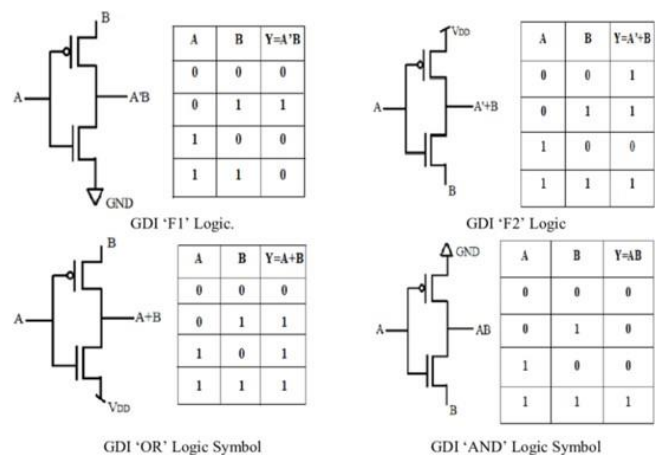 B
A
A'B
GND
A B Y=A'B
0 0 0
0 1 1
1 0 0
1 1 0
GDI ‘F1’ Logic.
VDD
A
A'+B
B
A B Y=A'+B
0 0 1
0 1 1
1 0 0
1 1 1
GDI ‘F2’ Logic
B
A
A+B
VDD
A B Y=A+B
0 0 0
0 1 1
1 0 1
1 1 1
GDI ‘OR’ Logic Symbol
GND
A
AB
B
A B Y=AB
0 0 0
0 1 0
1 0 0
1 1 1
GDI ‘AND’ Logic Symbol